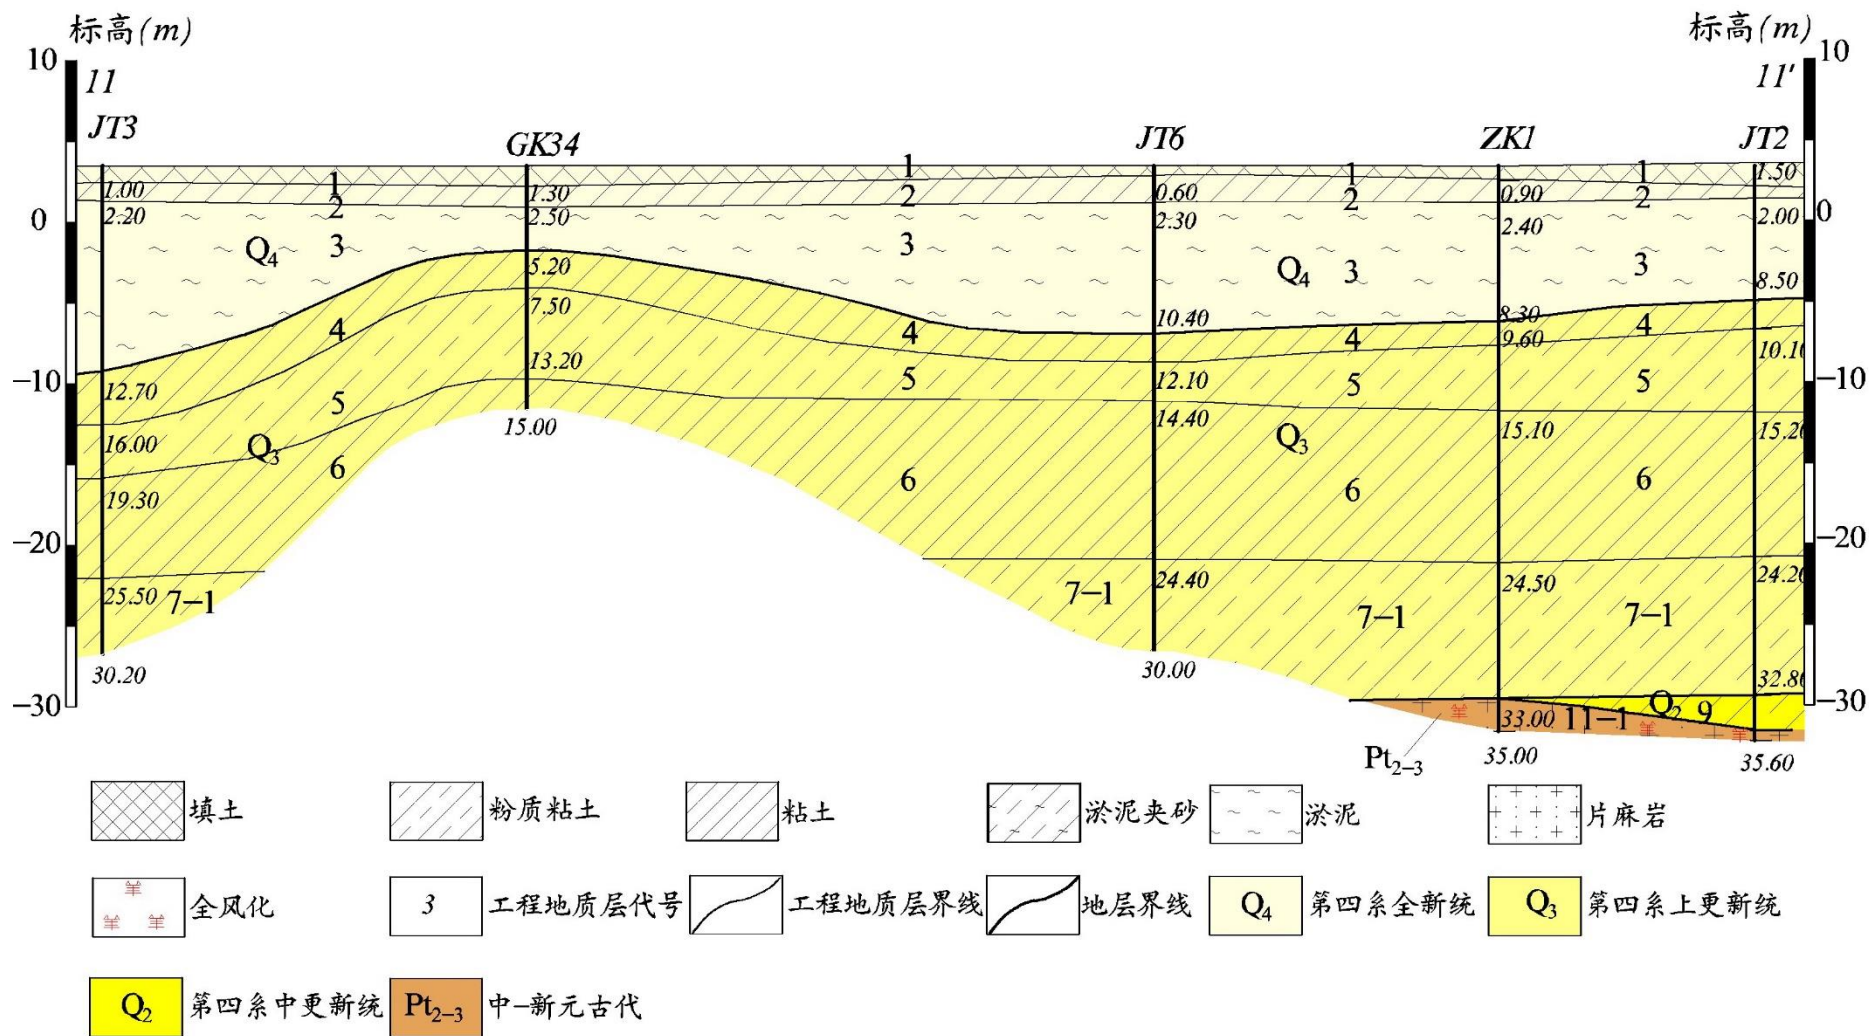 标高(m)
标高(m)
10
11
JT3
GK34
JT6
ZK1
11'
JT2
10
1
1
1
1
1.00
1.30
0.60
0.90
1.50
2
2
2
2
0
2.20
2.50
2.30
2.40
2.00
0
Q4
3
3
Q4
3
3
5.20
8.50
4
7.50
4
10.40
4
8.30
4
9.60
10.10
-10
12.70
5
13.20
5
12.10
5
5
-10
16.00
Q3
15.00
14.40
Q3
15.10
15.20
19.30
6
6
6
6
-20
-20
25.50
7-1
7-1
24.40
7-1
24.50
7-1
24.20
30.20
30.00
32.80
-30
Q2
9
-30
33.00
11-1
Pt2-3
35.00
35.60
填土
粉质粘土
粘土
淤泥夹砂
淤泥
片麻岩
全风化
3
工程地质层代号
工程地质层界线
地层界线
Q4
第四系全新统
Q3
第四系上更新统
Q2
第四系中更新统
Pt2-3
中-新元古代